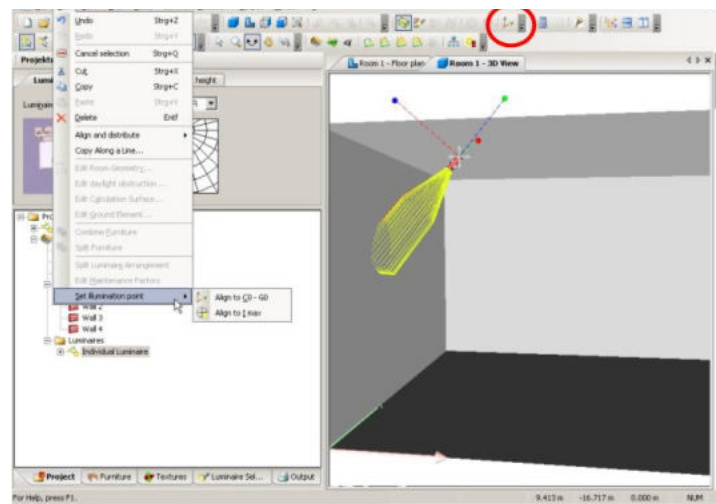 Undo Strg+Z
Redo Strg+Y
Cancel selection Strg+Q
Cut Strg+X
Copy Strg+C
Paste Strg+V
Delete Entf
Align and distribute
Copy Along a Line...
Edit Room Geometry...
Edit daylight obstruction ...
Edit Calculation Surface...
Edit Ground Element ...
Combine Furniture
Split Furniture
Split Luminaire Arrangement
Edit Maintenance Factors
Set illumination point
Align to C0 - G0
Align to I max
height
Room 1 - Floor plan
Room 1 - 3D View
Wall 2
Wall 3
Wall 4
Luminaires
Individual Luminaire
Project
Furniture
Textures
Luminaire Sel...
Output
For Help, press F1.
9.413 m -16.717 m 0.000 m NUM